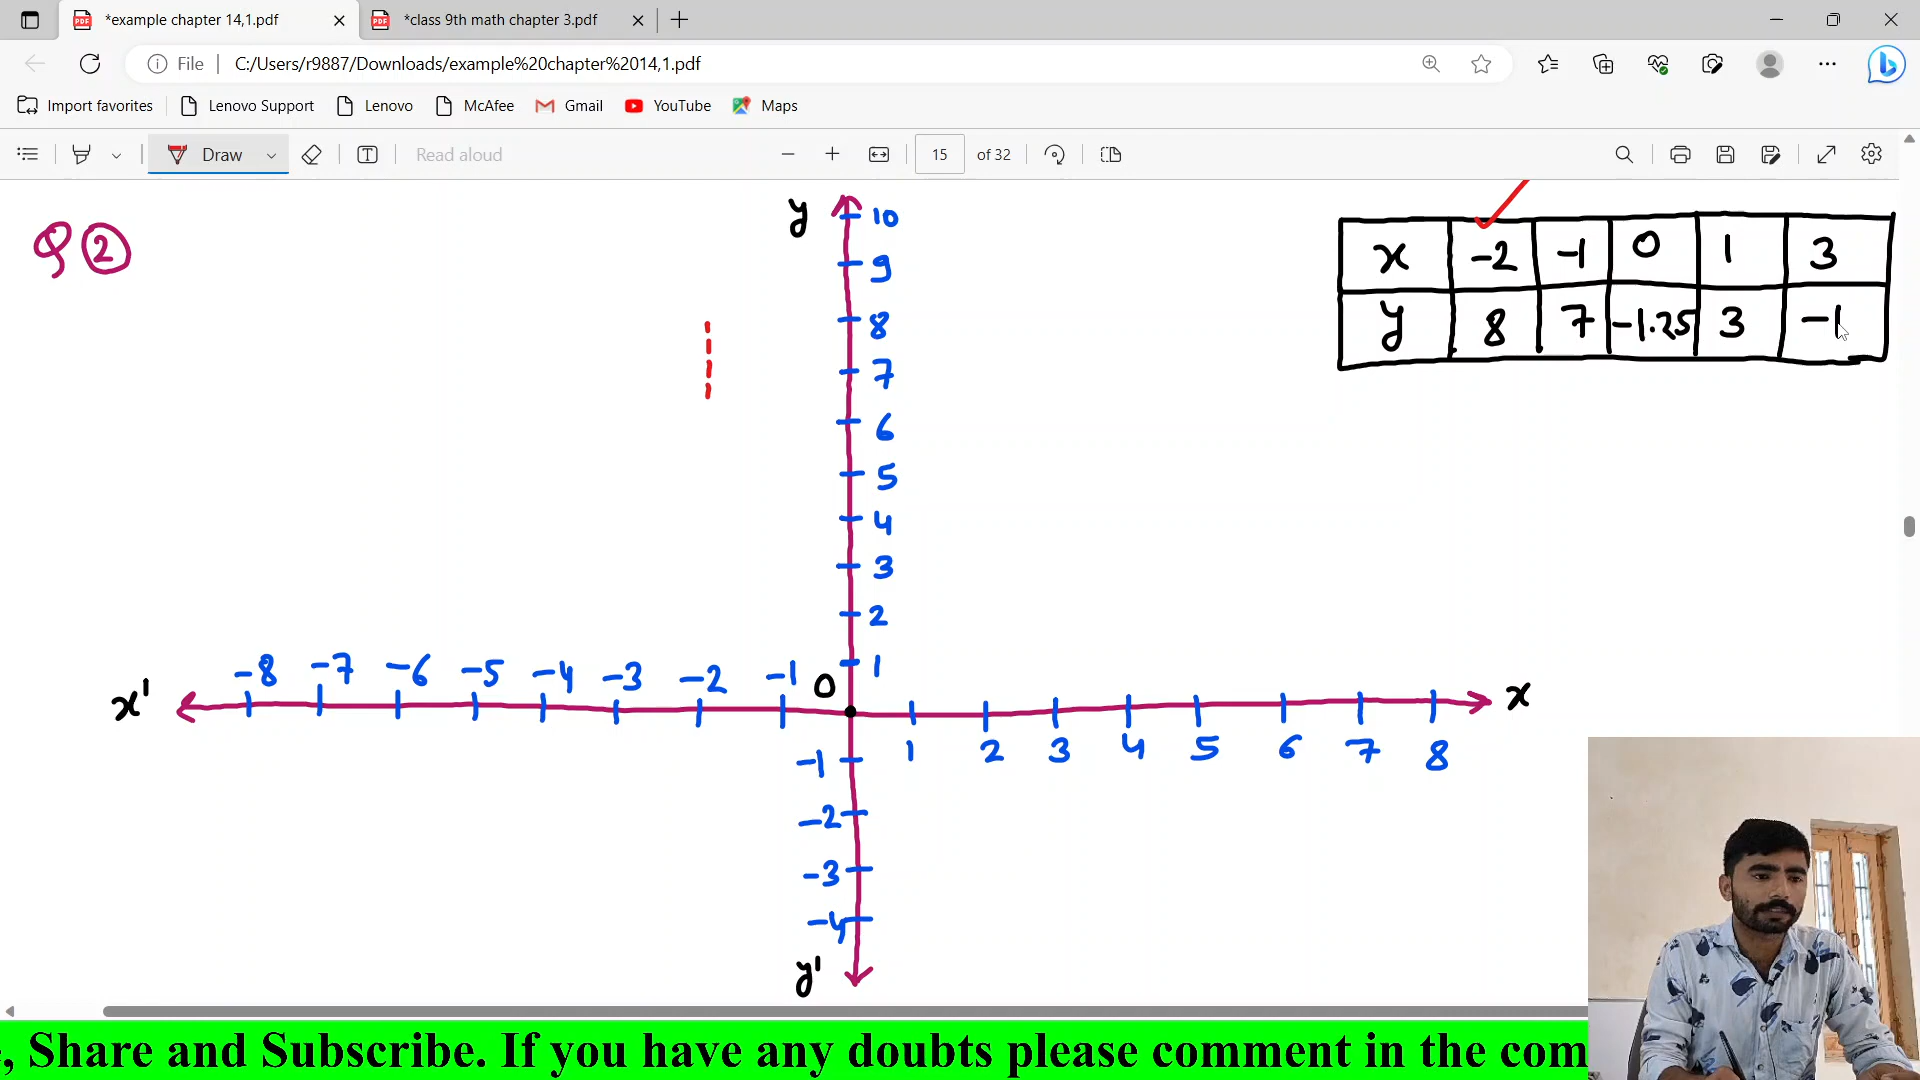 *example chapter 14,1.pdf
*class 9th math chapter 3.pdf
File
C:/Users/r9887/Downloads/example%20chapter%2014,1.pdf
Import favorites
Lenovo Support
Lenovo
McAfee
Gmail
YouTube
Maps
Draw
Read aloud
15 of 32
Q 2
x -2 -1 0 1 3
y 8 7 -1.25 3 -1
y
10
9
8
7
6
5
4
3
2
1
x' -8 -7 -6 -5 -4 -3 -2 -1 0 x
1 2 3 4 5 6 7 8
-1
-2
-3
-4
y'
, Share and Subscribe. If you have any doubts please comment in the com